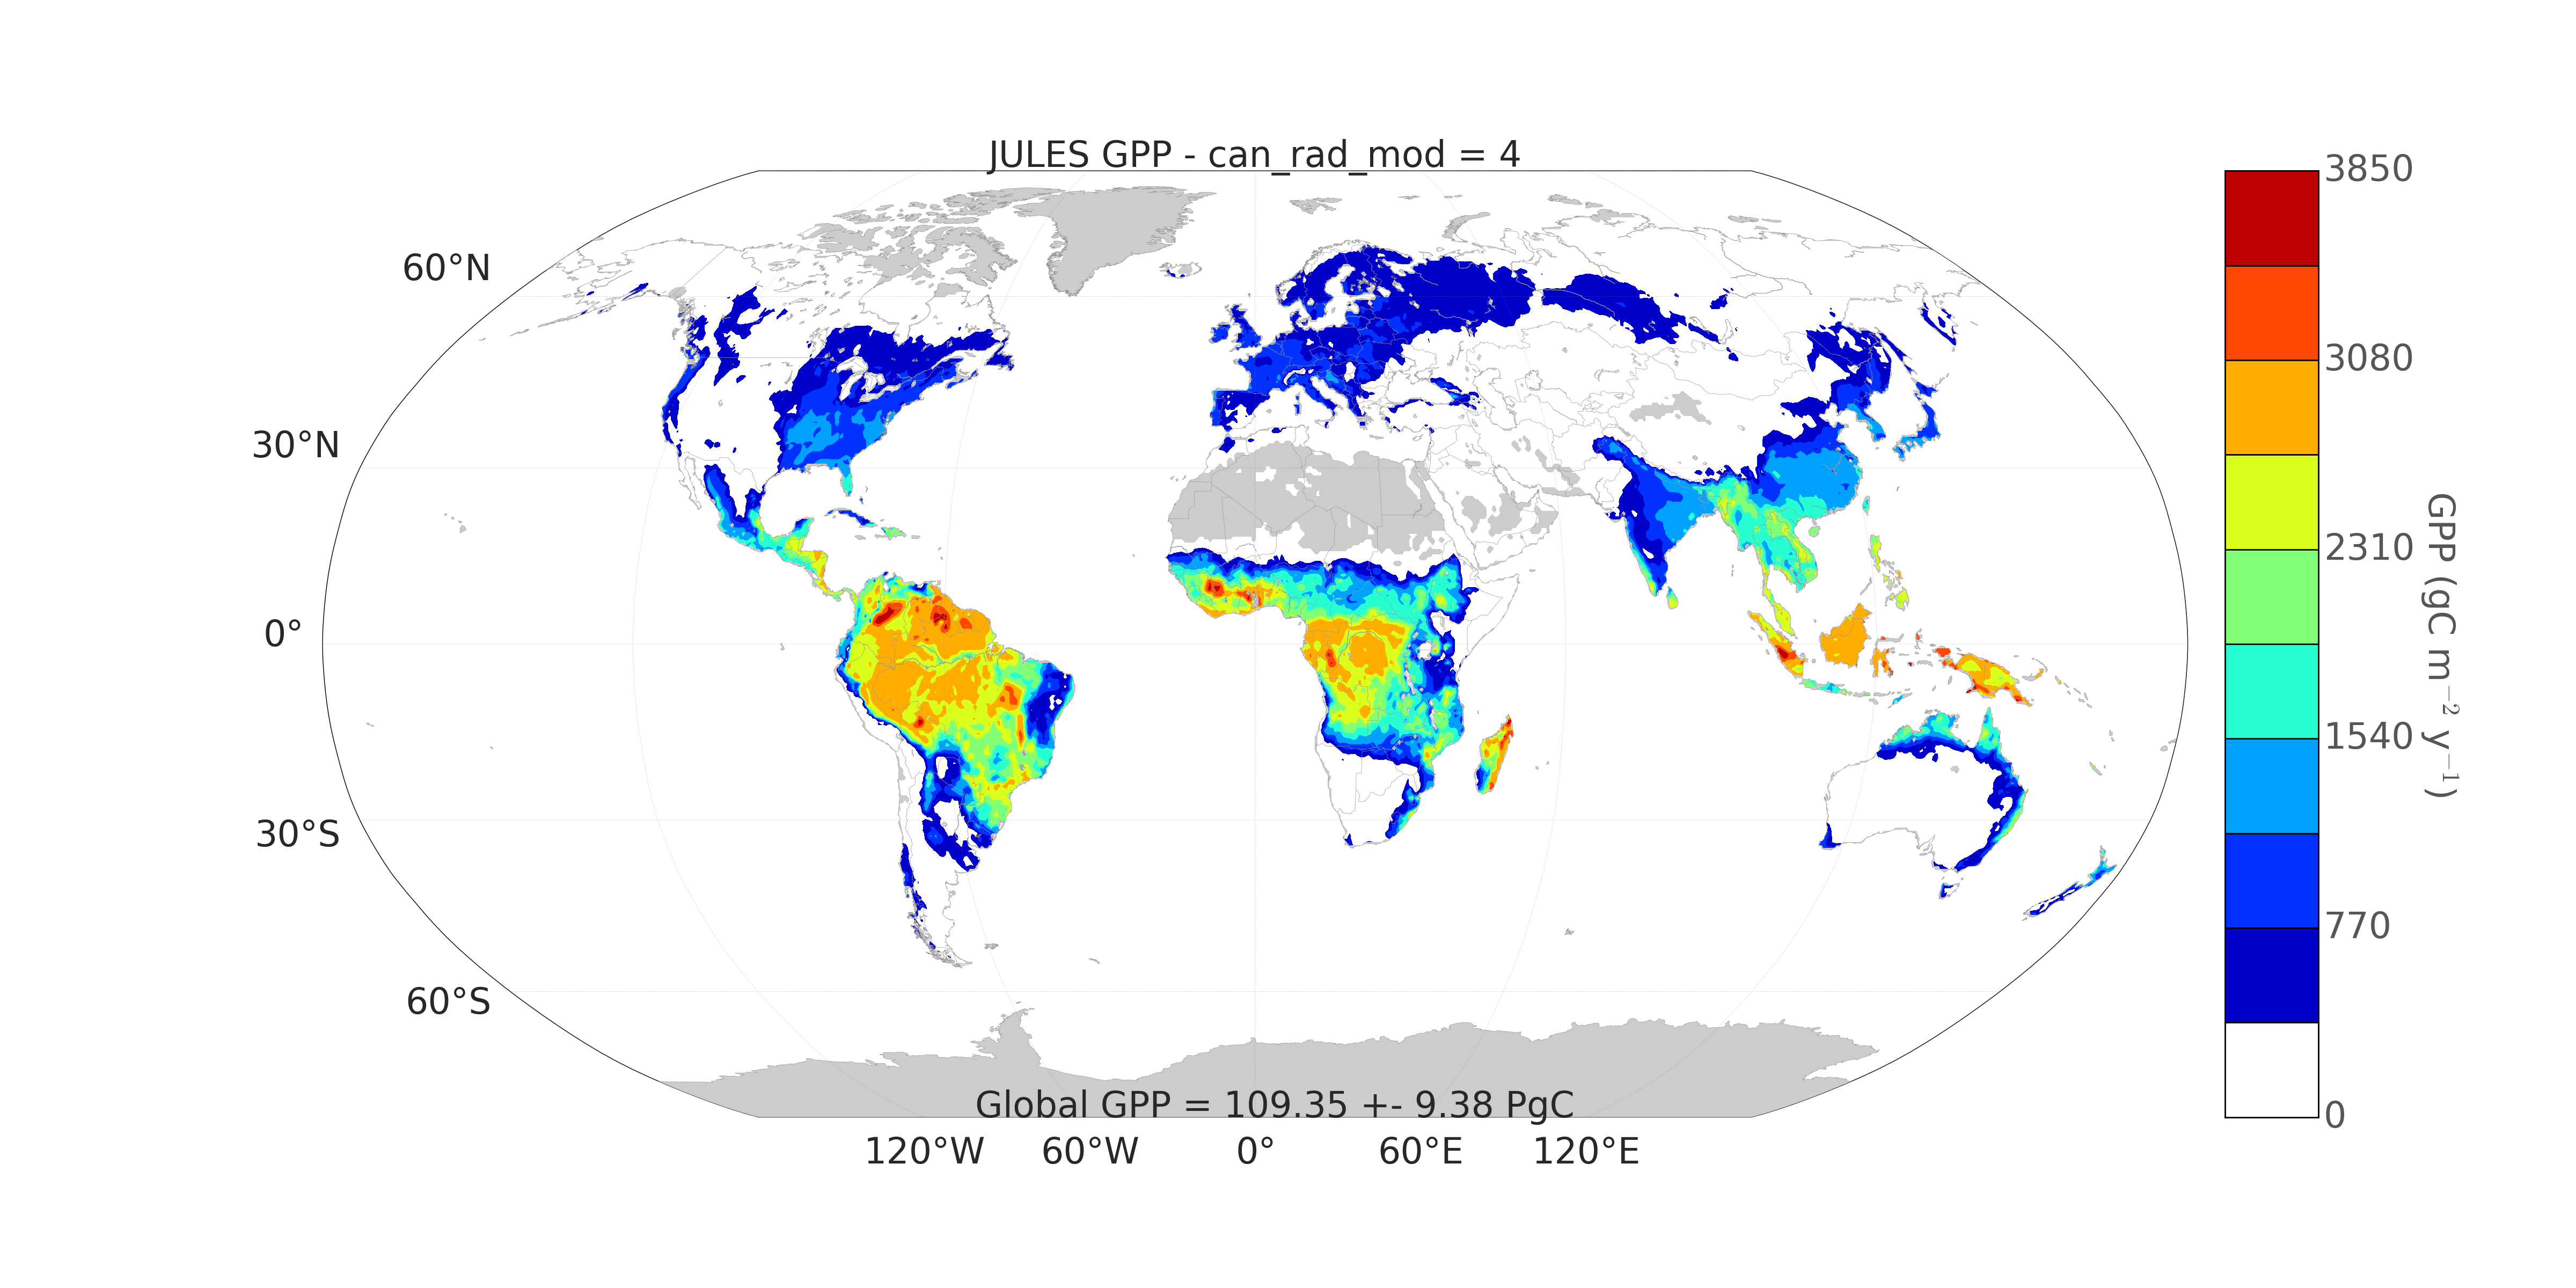 JULES GPP - can_rad_mod = 4
60°N
30°N
0°
30°S
60°S
Global GPP = 109.35 +- 9.38 PgC
120°W 60°W 0° 60°E 120°E
3850
3080
2310
1540
770
0
GPP (gC m⁻² y⁻¹)